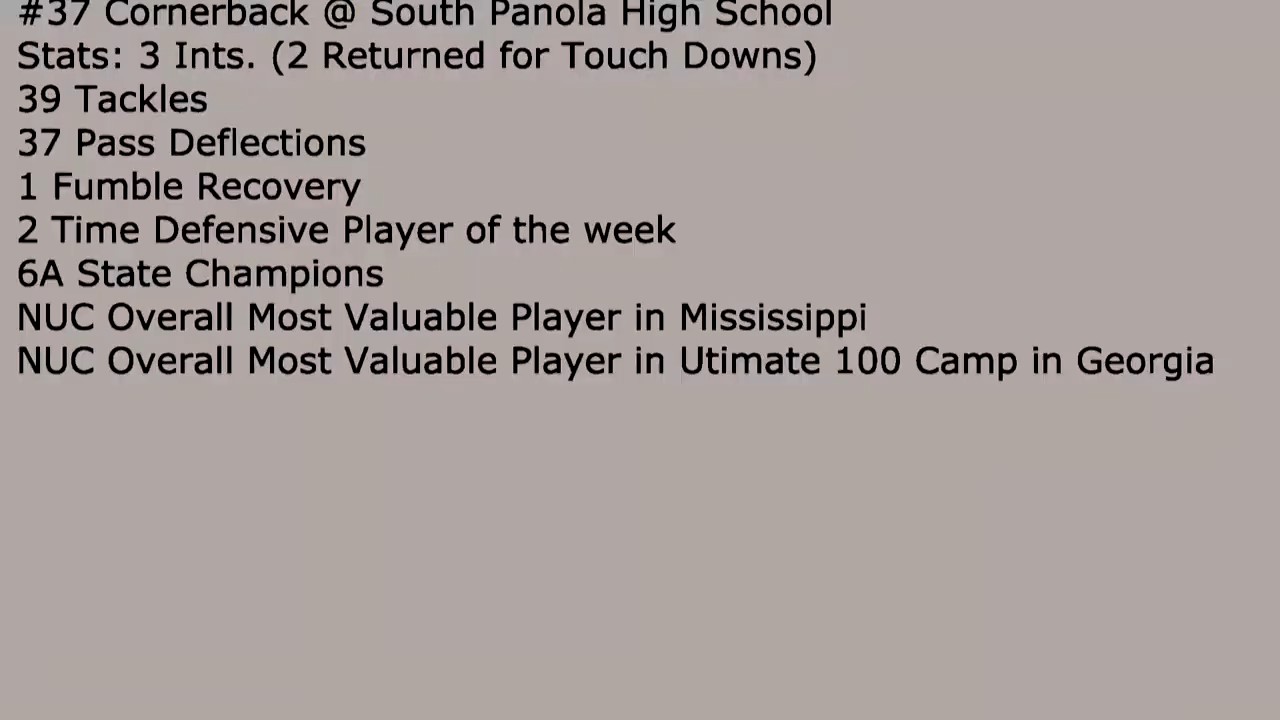 #37 Cornerback @ South Panola High School
Stats: 3 Ints. (2 Returned for Touch Downs)
39 Tackles
37 Pass Deflections
1 Fumble Recovery
2 Time Defensive Player of the week
6A State Champions
NUC Overall Most Valuable Player in Mississippi
NUC Overall Most Valuable Player in Utimate 100 Camp in Georgia